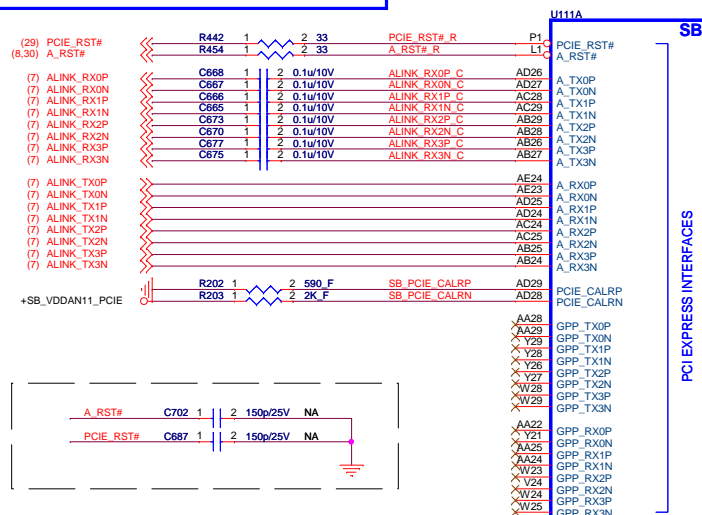 U111A
SB
(29) PCIE_RST# R442 1 2 33 PCIE_RST#_R P1 PCIE_RST#
(8,30) A_RST# R454 1 2 33 A_RST#_R L1 A_RST#
(7) ALINK_RX0P C668 1 2 0.1u/10V ALINK_RX0P_C AD26 A_TX0P
(7) ALINK_RX0N C667 1 2 0.1u/10V ALINK_RX0N_C AD27 A_TX0N
(7) ALINK_RX1P C666 1 2 0.1u/10V ALINK_RX1P_C AC28 A_TX1P
(7) ALINK_RX1N C665 1 2 0.1u/10V ALINK_RX1N_C AC29 A_TX1N
(7) ALINK_RX2P C673 1 2 0.1u/10V ALINK_RX2P_C AB29 A_TX2P
(7) ALINK_RX2N C670 1 2 0.1u/10V ALINK_RX2N_C AB28 A_TX2N
(7) ALINK_RX3P C677 1 2 0.1u/10V ALINK_RX3P_C AB26 A_TX3P
(7) ALINK_RX3N C675 1 2 0.1u/10V ALINK_RX3N_C AB27 A_TX3N
(7) ALINK_TX0P AE24 A_RX0P
(7) ALINK_TX0N AE23 A_RX0N
(7) ALINK_TX1P AD25 A_RX1P
(7) ALINK_TX1N AD24 A_RX1N
(7) ALINK_TX2P AC24 A_RX2P
(7) ALINK_TX2N AC25 A_RX2N
(7) ALINK_TX3P AB25 A_RX3P
(7) ALINK_TX3N AB24 A_RX3N
R202 1 2 590_F SB_PCIE_CALRP AD29 PCIE_CALRP
+SB_VDDAN11_PCIE R203 1 2 2K_F SB_PCIE_CALRN AD28 PCIE_CALRN
AA28 GPP_TX0P
AA29 GPP_TX0N
Y29 GPP_TX1P
Y28 GPP_TX1N
Y26 GPP_TX2P
Y27 GPP_TX2N
W28 GPP_TX3P
W29 GPP_TX3N
AA22 GPP_RX0P
Y21 GPP_RX0N
AA25 GPP_RX1P
AA24 GPP_RX1N
W23 GPP_RX2P
V24 GPP_RX2N
W24 GPP_RX3P
W25 GPP_RX3N
PCI EXPRESS INTERFACES
A_RST# C702 1 2 150p/25V NA
PCIE_RST# C687 1 2 150p/25V NA